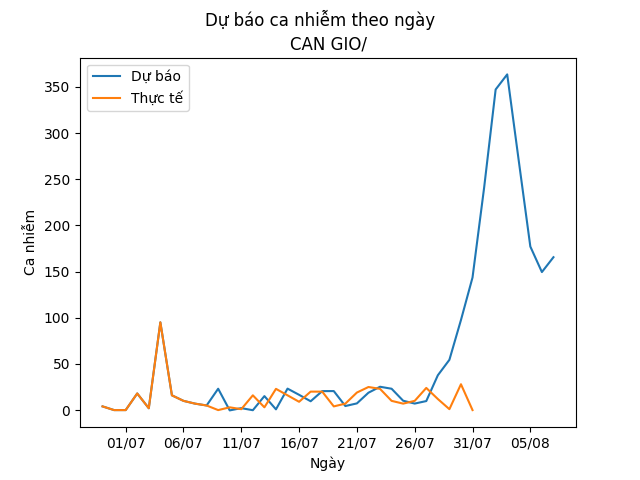 Dự báo ca nhiễm theo ngày
CAN GIO/
Dự báo
Thực tế
Ca nhiễm
350
300
250
200
150
100
50
0
01/07 06/07 11/07 16/07 21/07 26/07 31/07 05/08
Ngày